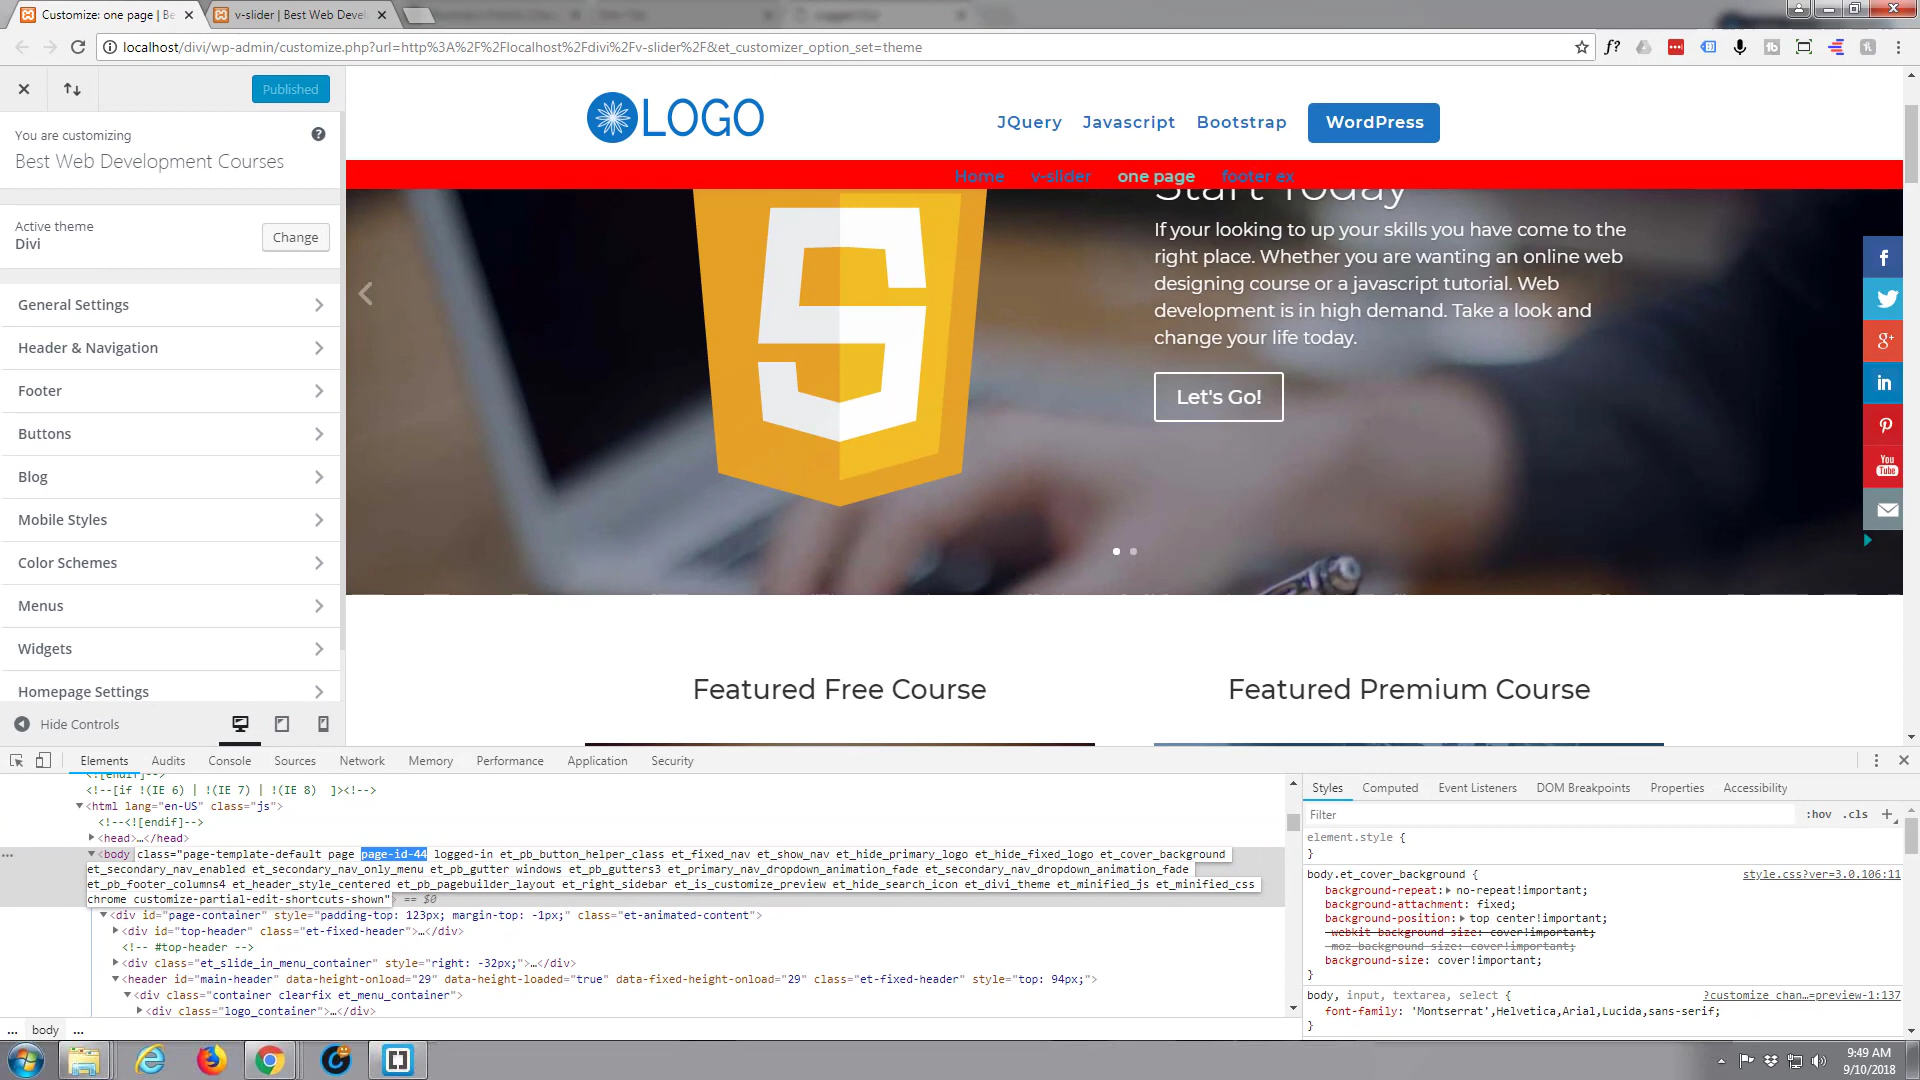 Customize: one page | Be
v-slider | Best Web Devel
localhost/divi/wp-admin/customize.php?url=http%3A%2F%2Flocalhost%2Fdivi%2Fv-slider%2F&et_customizer_option_set=theme
f?
Published
You are customizing
Best Web Development Courses
Active theme
Divi
Change
General Settings
Header & Navigation
Footer
Buttons
Blog
Mobile Styles
Color Schemes
Menus
Widgets
Homepage Settings
Hide Controls
LOGO
JQuery Javascript Bootstrap WordPress
Home v-slider one page footer ex
Start Today
If your looking to up your skills you have come to the
right place. Whether you are wanting an online web
designing course or a javascript tutorial. Web
development is in high demand. Take a look and
change your life today.
Let's Go!
You
Tube
Featured Free Course
Featured Premium Course
Elements Audits Console Sources Network Memory Performance Application Security
<![endif]-->
<!--[if !(IE 6) | !(IE 7) | !(IE 8)  ]><!-->
<html lang="en-US" class="js">
<!--<![endif]-->
<head>…</head>
<body class="page-template-default page page-id-44 logged-in et_pb_button_helper_class et_fixed_nav et_show_nav et_hide_primary_logo et_hide_fixed_logo et_cover_background
et_secondary_nav_enabled et_secondary_nav_only_menu et_pb_gutter windows et_pb_gutters3 et_primary_nav_dropdown_animation_fade et_secondary_nav_dropdown_animation_fade
et_pb_footer_columns4 et_header_style_centered et_pb_pagebuilder_layout et_right_sidebar et_is_customize_preview et_hide_search_icon et_divi_theme et_minified_js et_minified_css
chrome customize-partial-edit-shortcuts-shown"> == $0
<div id="page-container" style="padding-top: 123px; margin-top: -1px;" class="et-animated-content">
<div id="top-header" class="et-fixed-header">…</div>
<!-- #top-header -->
<div class="et_slide_in_menu_container" style="right: -32px;">…</div>
<header id="main-header" data-height-onload="29" data-height-loaded="true" data-fixed-height-onload="29" class="et-fixed-header" style="top: 94px;">
<div class="container clearfix et_menu_container">
<div class="logo_container">…</div>
... body ...
Styles Computed Event Listeners DOM Breakpoints Properties Accessibility
Filter :hov .cls +
element.style {
}
body.et_cover_background { style.css?ver=3.0.106:11
background-repeat: no-repeat!important;
background-attachment: fixed;
background-position: top center!important;
-webkit-background-size: cover!important;
-moz-background-size: cover!important;
background-size: cover!important;
}
body, input, textarea, select { ?customize_chan…=preview-1:137
font-family: 'Montserrat',Helvetica,Arial,Lucida,sans-serif;
}
9:49 AM
9/10/2018